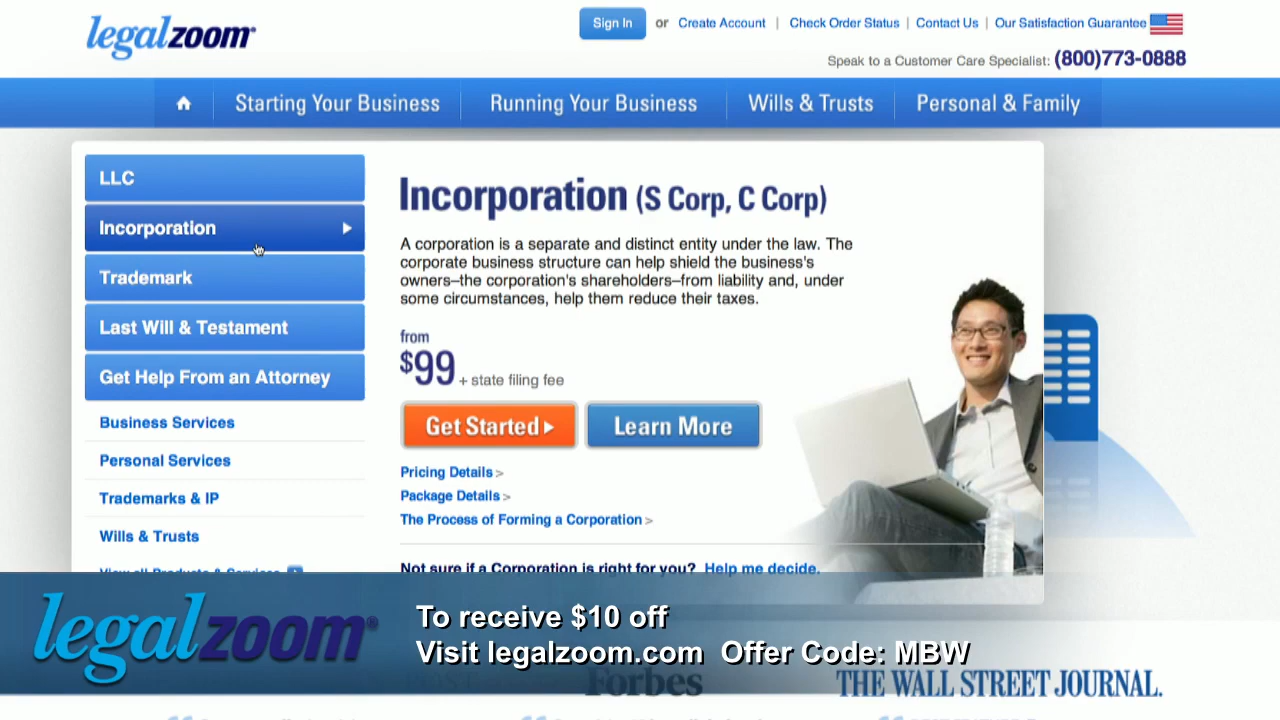 legalzoom
Sign In or Create Account | Check Order Status | Contact Us | Our Satisfaction Guarantee
Speak to a Customer Care Specialist: (800)773-0888
Starting Your Business
Running Your Business
Wills & Trusts
Personal & Family
LLC
Incorporation
Trademark
Last Will & Testament
Get Help From an Attorney
Business Services
Personal Services
Trademarks & IP
Wills & Trusts
View all Products & Services
Incorporation (S Corp, C Corp)
A corporation is a separate and distinct entity under the law. The
corporate business structure can help shield the business's
owners–the corporation's shareholders–from liability and, under
some circumstances, help them reduce their taxes.
from
$99 + state filing fee
Get Started
Learn More
Pricing Details >
Package Details >
The Process of Forming a Corporation >
Not sure if a Corporation is right for you? Help me decide.
legalzoom®
To receive $10 off
Visit legalzoom.com Offer Code: MBW
Forbes
THE WALL STREET JOURNAL.